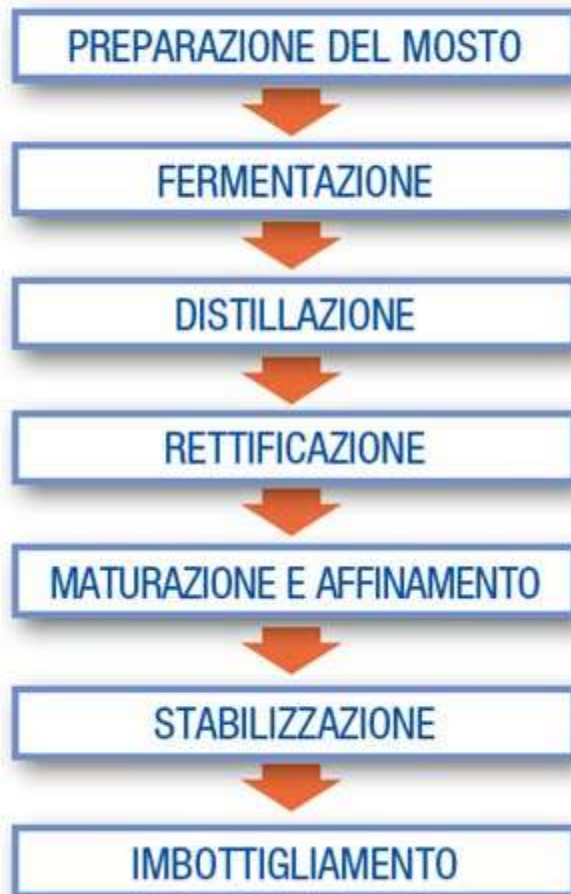 PREPARAZIONE DEL MOSTO
FERMENTAZIONE
DISTILLAZIONE
RETTIFICAZIONE
MATURAZIONE E AFFINAMENTO
STABILIZZAZIONE
IMBOTTIGLIAMENTO